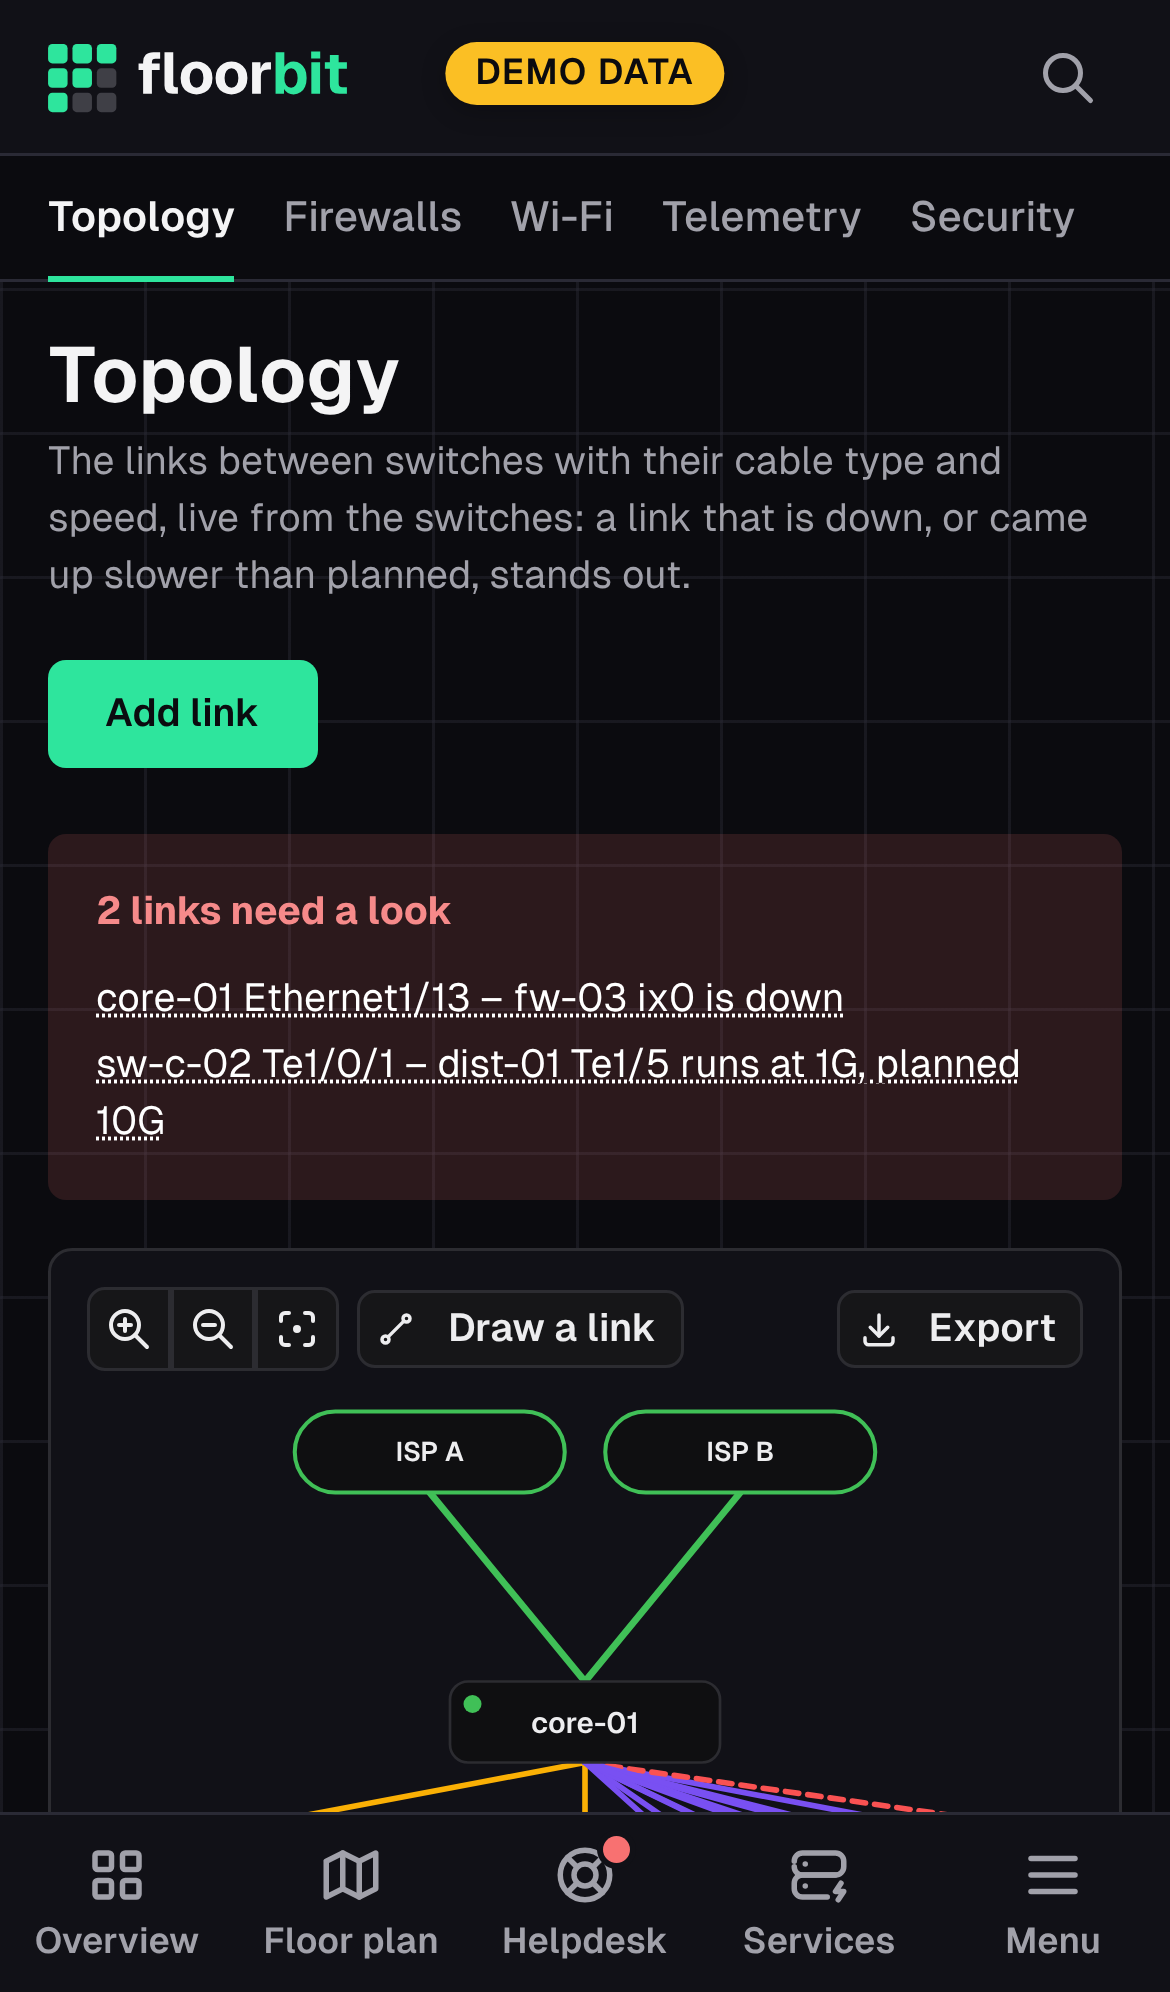 floorbit
DEMO DATA
Topology Firewalls Wi-Fi Telemetry Security
Topology
The links between switches with their cable type and
speed, live from the switches: a link that is down, or came
up slower than planned, stands out.
Add link
2 links need a look
core-01 Ethernet1/13 – fw-03 ix0 is down
sw-c-02 Te1/0/1 – dist-01 Te1/5 runs at 1G, planned
10G
Draw a link
Export
ISP A
ISP B
core-01
Overview
Floor plan
Helpdesk
Services
Menu